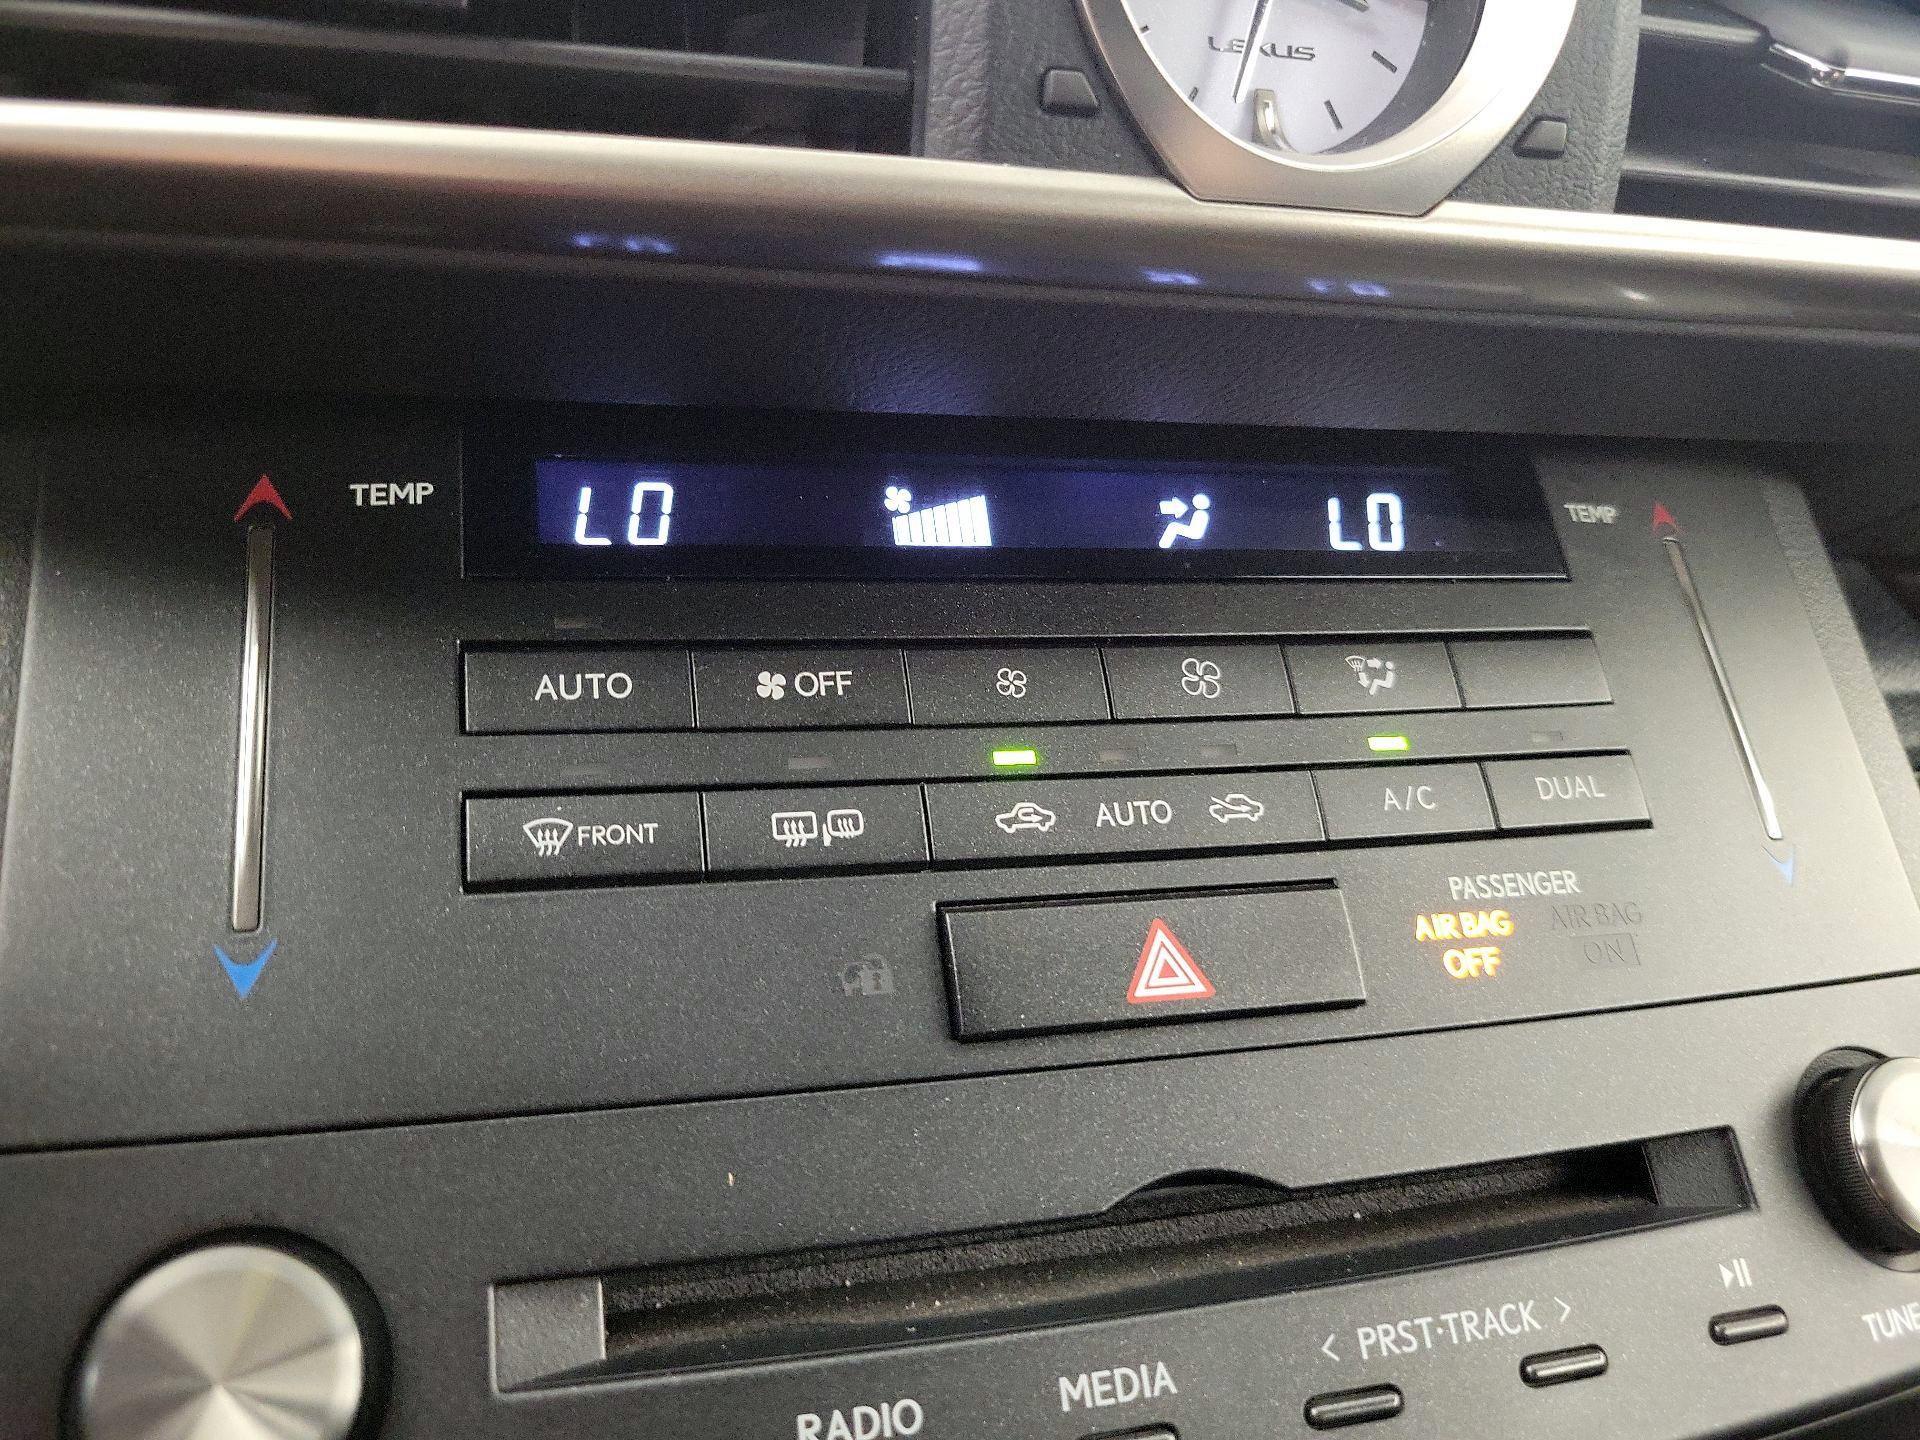 LEXUS
TEMP
LO LO
TEMP
AUTO OFF
FRONT AUTO A/C DUAL
PASSENGER
AIR BAG OFF
AIR BAG ON
RADIO
MEDIA
< PRST·TRACK >
TUNE